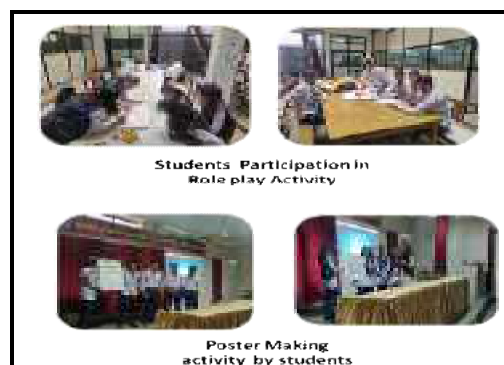 Students Participation in
Role play Activity
Poster Making
activity by students